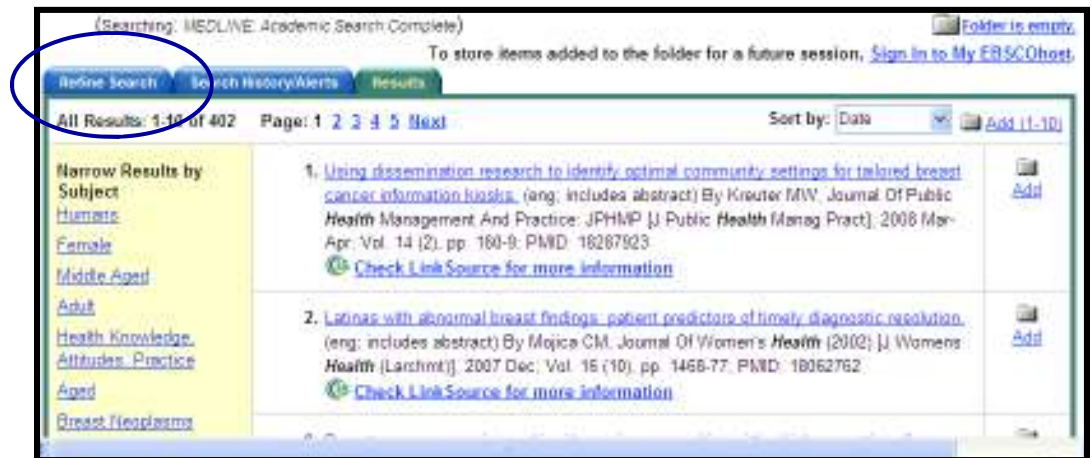 (Searching: MEDLINE; Academic Search Complete)
Folder is empty.
To store items added to the folder for a future session, Sign In to My EBSCOhost.
Refine Search Search History/Alerts Results
All Results: 1-10 of 402 Page: 1 2 3 4 5 Next Sort by: Date Add (1-10)
Narrow Results by
Subject
Humans
Female
Middle Aged
Adult
Health Knowledge,
Attitudes, Practice
Aged
Breast Neoplasms
1. Using dissemination research to identify optimal community settings for tailored breast
cancer information kiosks. (eng; includes abstract) By Kreuter MW, Journal Of Public
Health Management And Practice: JPHMP [J Public Health Manag Pract], 2008 Mar-
Apr; Vol. 14 (2), pp. 160-9; PMID: 18287923
Check LinkSource for more information
Add
2. Latinas with abnormal breast findings: patient predictors of timely diagnostic resolution.
(eng; includes abstract) By Mojica CM, Journal Of Women's Health (2002) [J Womens
Health (Larchmt)], 2007 Dec; Vol. 16 (10), pp. 1468-77; PMID: 18062762
Check LinkSource for more information
Add